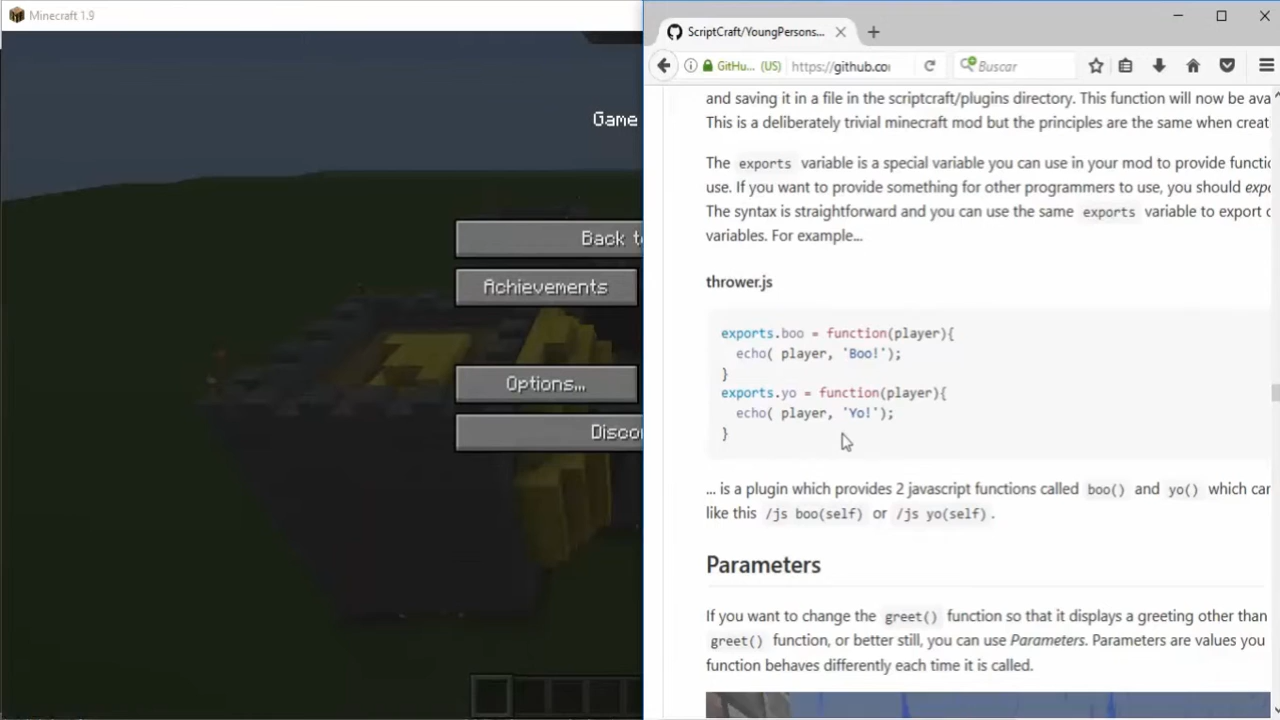 Minecraft 1.9
Game
Back to
Achievements
Options...
Disco
ScriptCraft/YoungPersons...
GitHu... (US)
https://github.co
Buscar
and saving it in a file in the scriptcraft/plugins directory. This function will now be ava
This is a deliberately trivial minecraft mod but the principles are the same when creat
The exports variable is a special variable you can use in your mod to provide functio
use. If you want to provide something for other programmers to use, you should expo
The syntax is straightforward and you can use the same exports variable to export o
variables. For example...
thrower.js
exports.boo = function(player){
echo( player, 'Boo!');
}
exports.yo = function(player){
echo( player, 'Yo!');
}
... is a plugin which provides 2 javascript functions called boo() and yo() which can
like this /js boo(self) or /js yo(self) .
Parameters
If you want to change the greet() function so that it displays a greeting other than
greet() function, or better still, you can use Parameters. Parameters are values you
function behaves differently each time it is called.